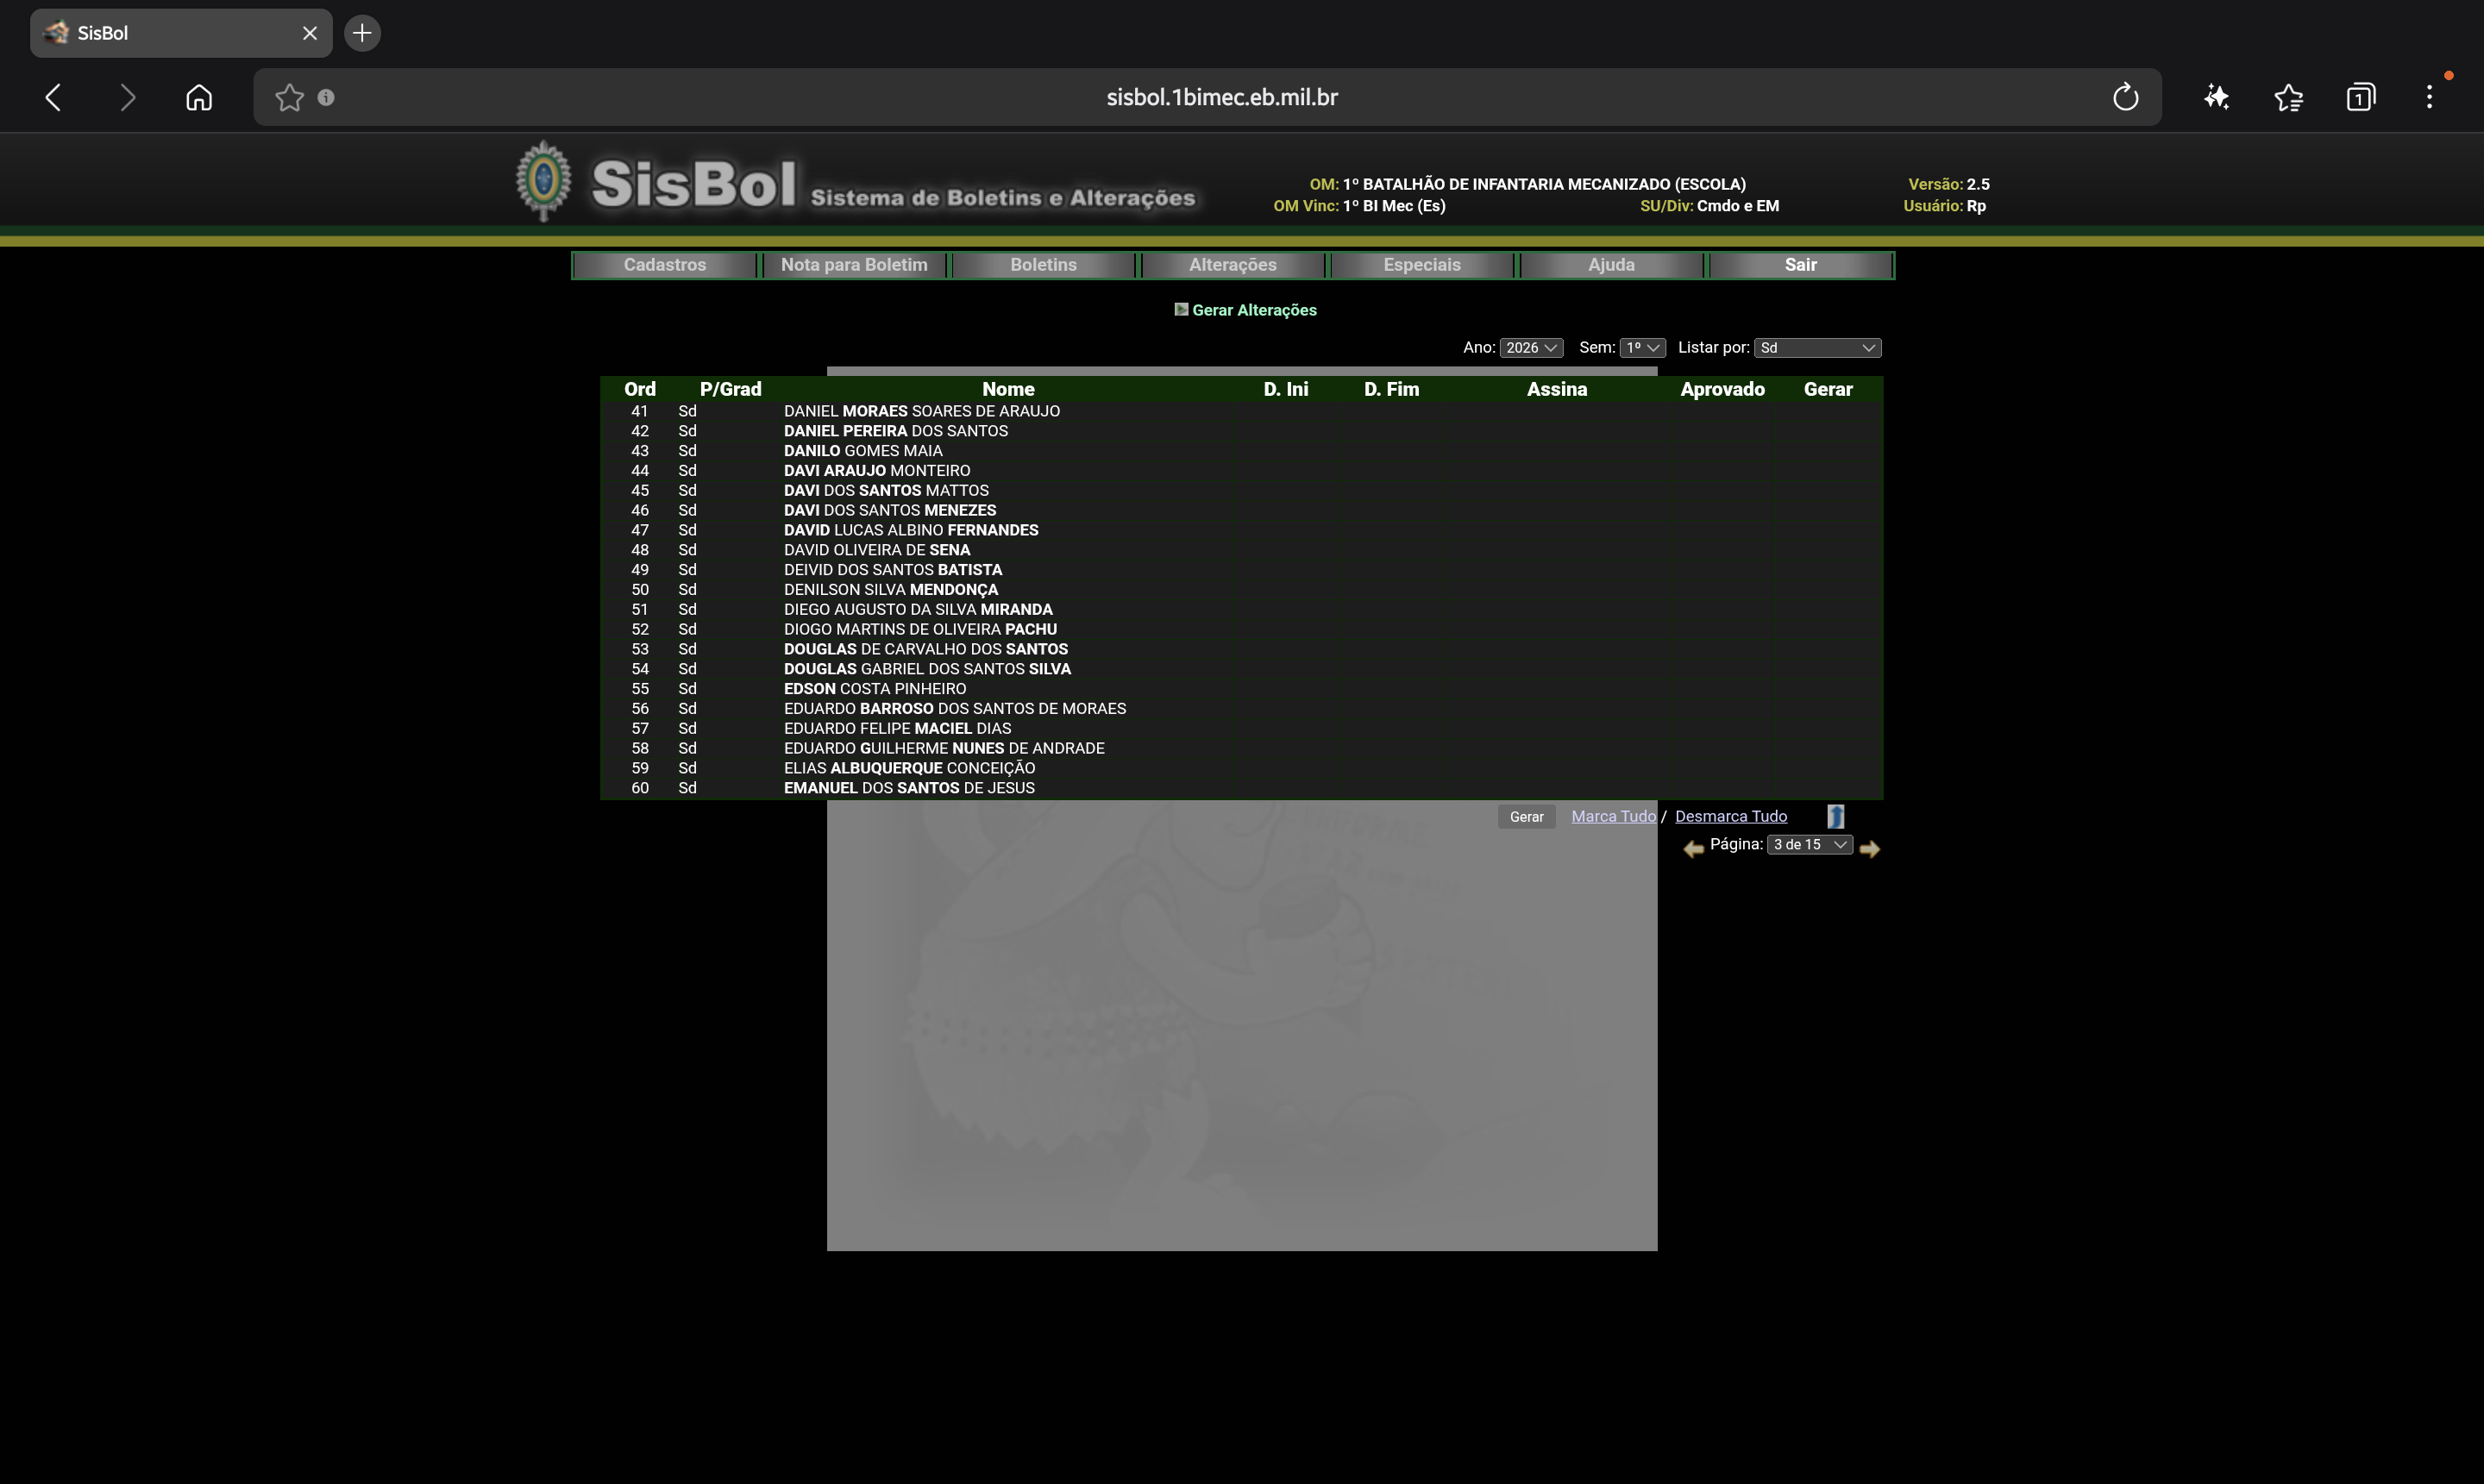 SisBol
sisbol.1bimec.eb.mil.br
1
SisBol Sistema de Boletins e Alterações
OM: 1º BATALHÃO DE INFANTARIA MECANIZADO (ESCOLA) Versão: 2.5
OM Vinc: 1º BI Mec (Es) SU/Div: Cmdo e EM Usuário: Rp
Cadastros Nota para Boletim Boletins Alterações Especiais Ajuda Sair
Gerar Alterações
Ano: 2026 Sem: 1º Listar por: Sd
Ord P/Grad Nome D. Ini D. Fim Assina Aprovado Gerar
41 Sd DANIEL MORAES SOARES DE ARAUJO
42 Sd DANIEL PEREIRA DOS SANTOS
43 Sd DANILO GOMES MAIA
44 Sd DAVI ARAUJO MONTEIRO
45 Sd DAVI DOS SANTOS MATTOS
46 Sd DAVI DOS SANTOS MENEZES
47 Sd DAVID LUCAS ALBINO FERNANDES
48 Sd DAVID OLIVEIRA DE SENA
49 Sd DEIVID DOS SANTOS BATISTA
50 Sd DENILSON SILVA MENDONÇA
51 Sd DIEGO AUGUSTO DA SILVA MIRANDA
52 Sd DIOGO MARTINS DE OLIVEIRA PACHU
53 Sd DOUGLAS DE CARVALHO DOS SANTOS
54 Sd DOUGLAS GABRIEL DOS SANTOS SILVA
55 Sd EDSON COSTA PINHEIRO
56 Sd EDUARDO BARROSO DOS SANTOS DE MORAES
57 Sd EDUARDO FELIPE MACIEL DIAS
58 Sd EDUARDO GUILHERME NUNES DE ANDRADE
59 Sd ELIAS ALBUQUERQUE CONCEIÇÃO
60 Sd EMANUEL DOS SANTOS DE JESUS
Gerar Marca Tudo / Desmarca Tudo
Página: 3 de 15